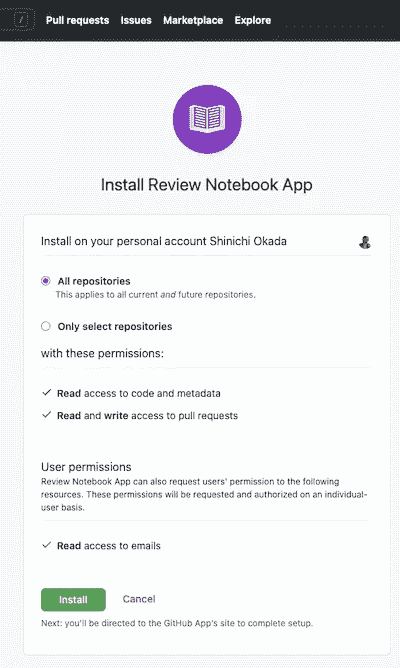 / Pull requests Issues Marketplace Explore
Install Review Notebook App
Install on your personal account Shinichi Okada
All repositories
This applies to all current and future repositories.
Only select repositories
with these permissions:
Read access to code and metadata
Read and write access to pull requests
User permissions
Review Notebook App can also request users' permission to the following
resources. These permissions will be requested and authorized on an individual-
user basis.
Read access to emails
Install Cancel
Next: you'll be directed to the GitHub App's site to complete setup.